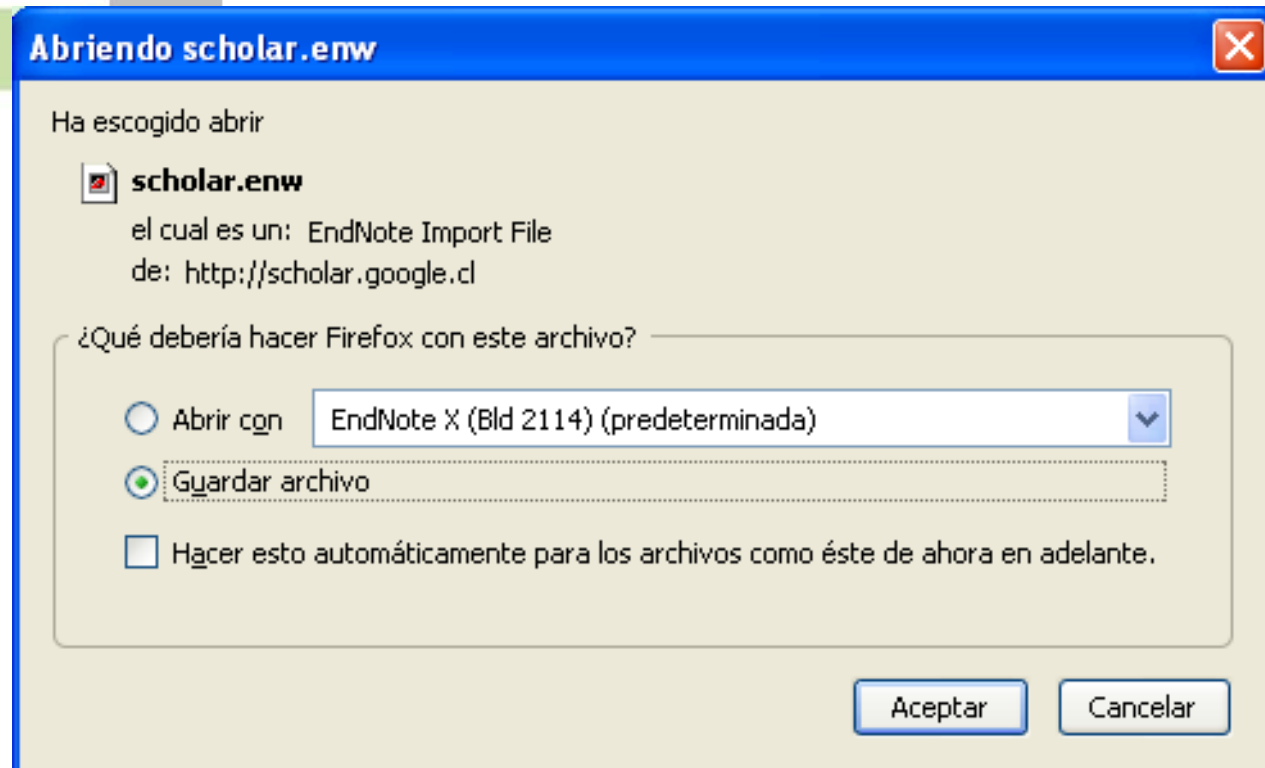 Abriendo scholar.enw
Ha escogido abrir
scholar.enw
el cual es un: EndNote Import File
de: http://scholar.google.cl
¿Qué debería hacer Firefox con este archivo?
Abrir con EndNote X (Bld 2114) (predeterminada)
Guardar archivo
Hacer esto automáticamente para los archivos como éste de ahora en adelante.
Aceptar Cancelar